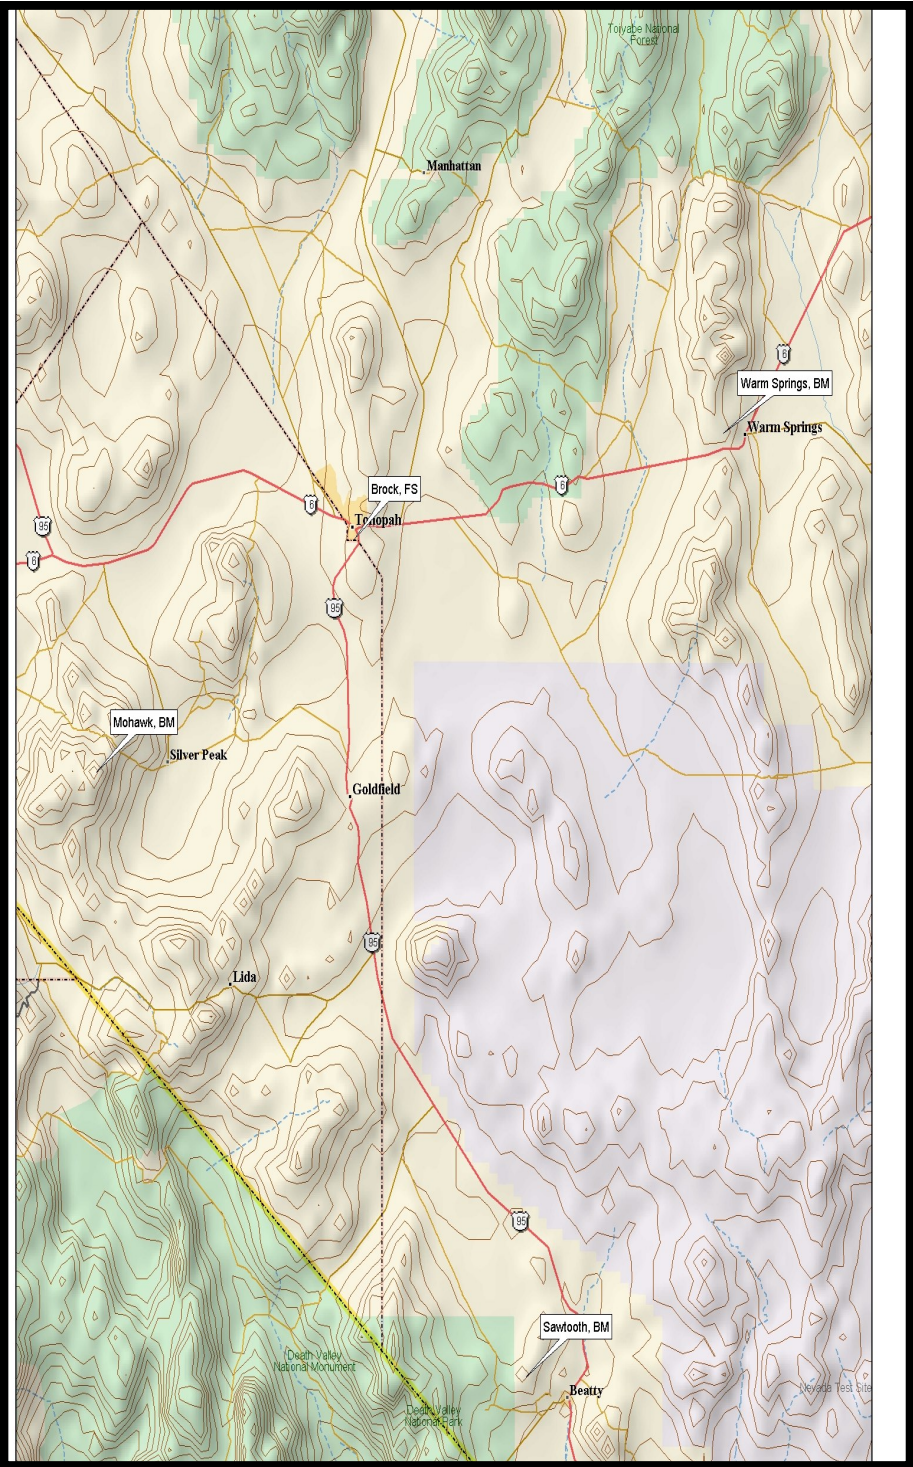 Toiyabe National
Forest
Manhattan
6
Warm Springs, BM
Warm Springs
6
Brock, FS
6
Tonopah
95
6
95
Mohawk, BM
Silver Peak
Goldfield
95
Lida
95
Sawtooth, BM
Death Valley
National Monument
Beatty
Nevada Test Site
Death Valley
National Park